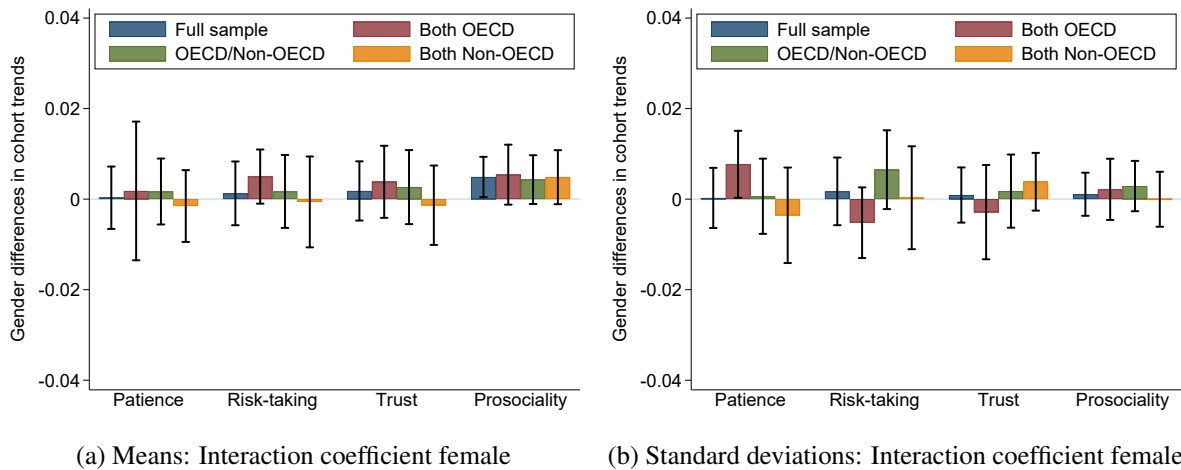 Gender differences in cohort trends
0.04
0.02
0
-0.02
-0.04
Full sample
Both OECD
OECD/Non-OECD
Both Non-OECD
Patience
Risk-taking
Trust
Prosociality
(a) Means: Interaction coefficient female
Gender differences in cohort trends
0.04
0.02
0
-0.02
-0.04
Full sample
Both OECD
OECD/Non-OECD
Both Non-OECD
Patience
Risk-taking
Trust
Prosociality
(b) Standard deviations: Interaction coefficient female